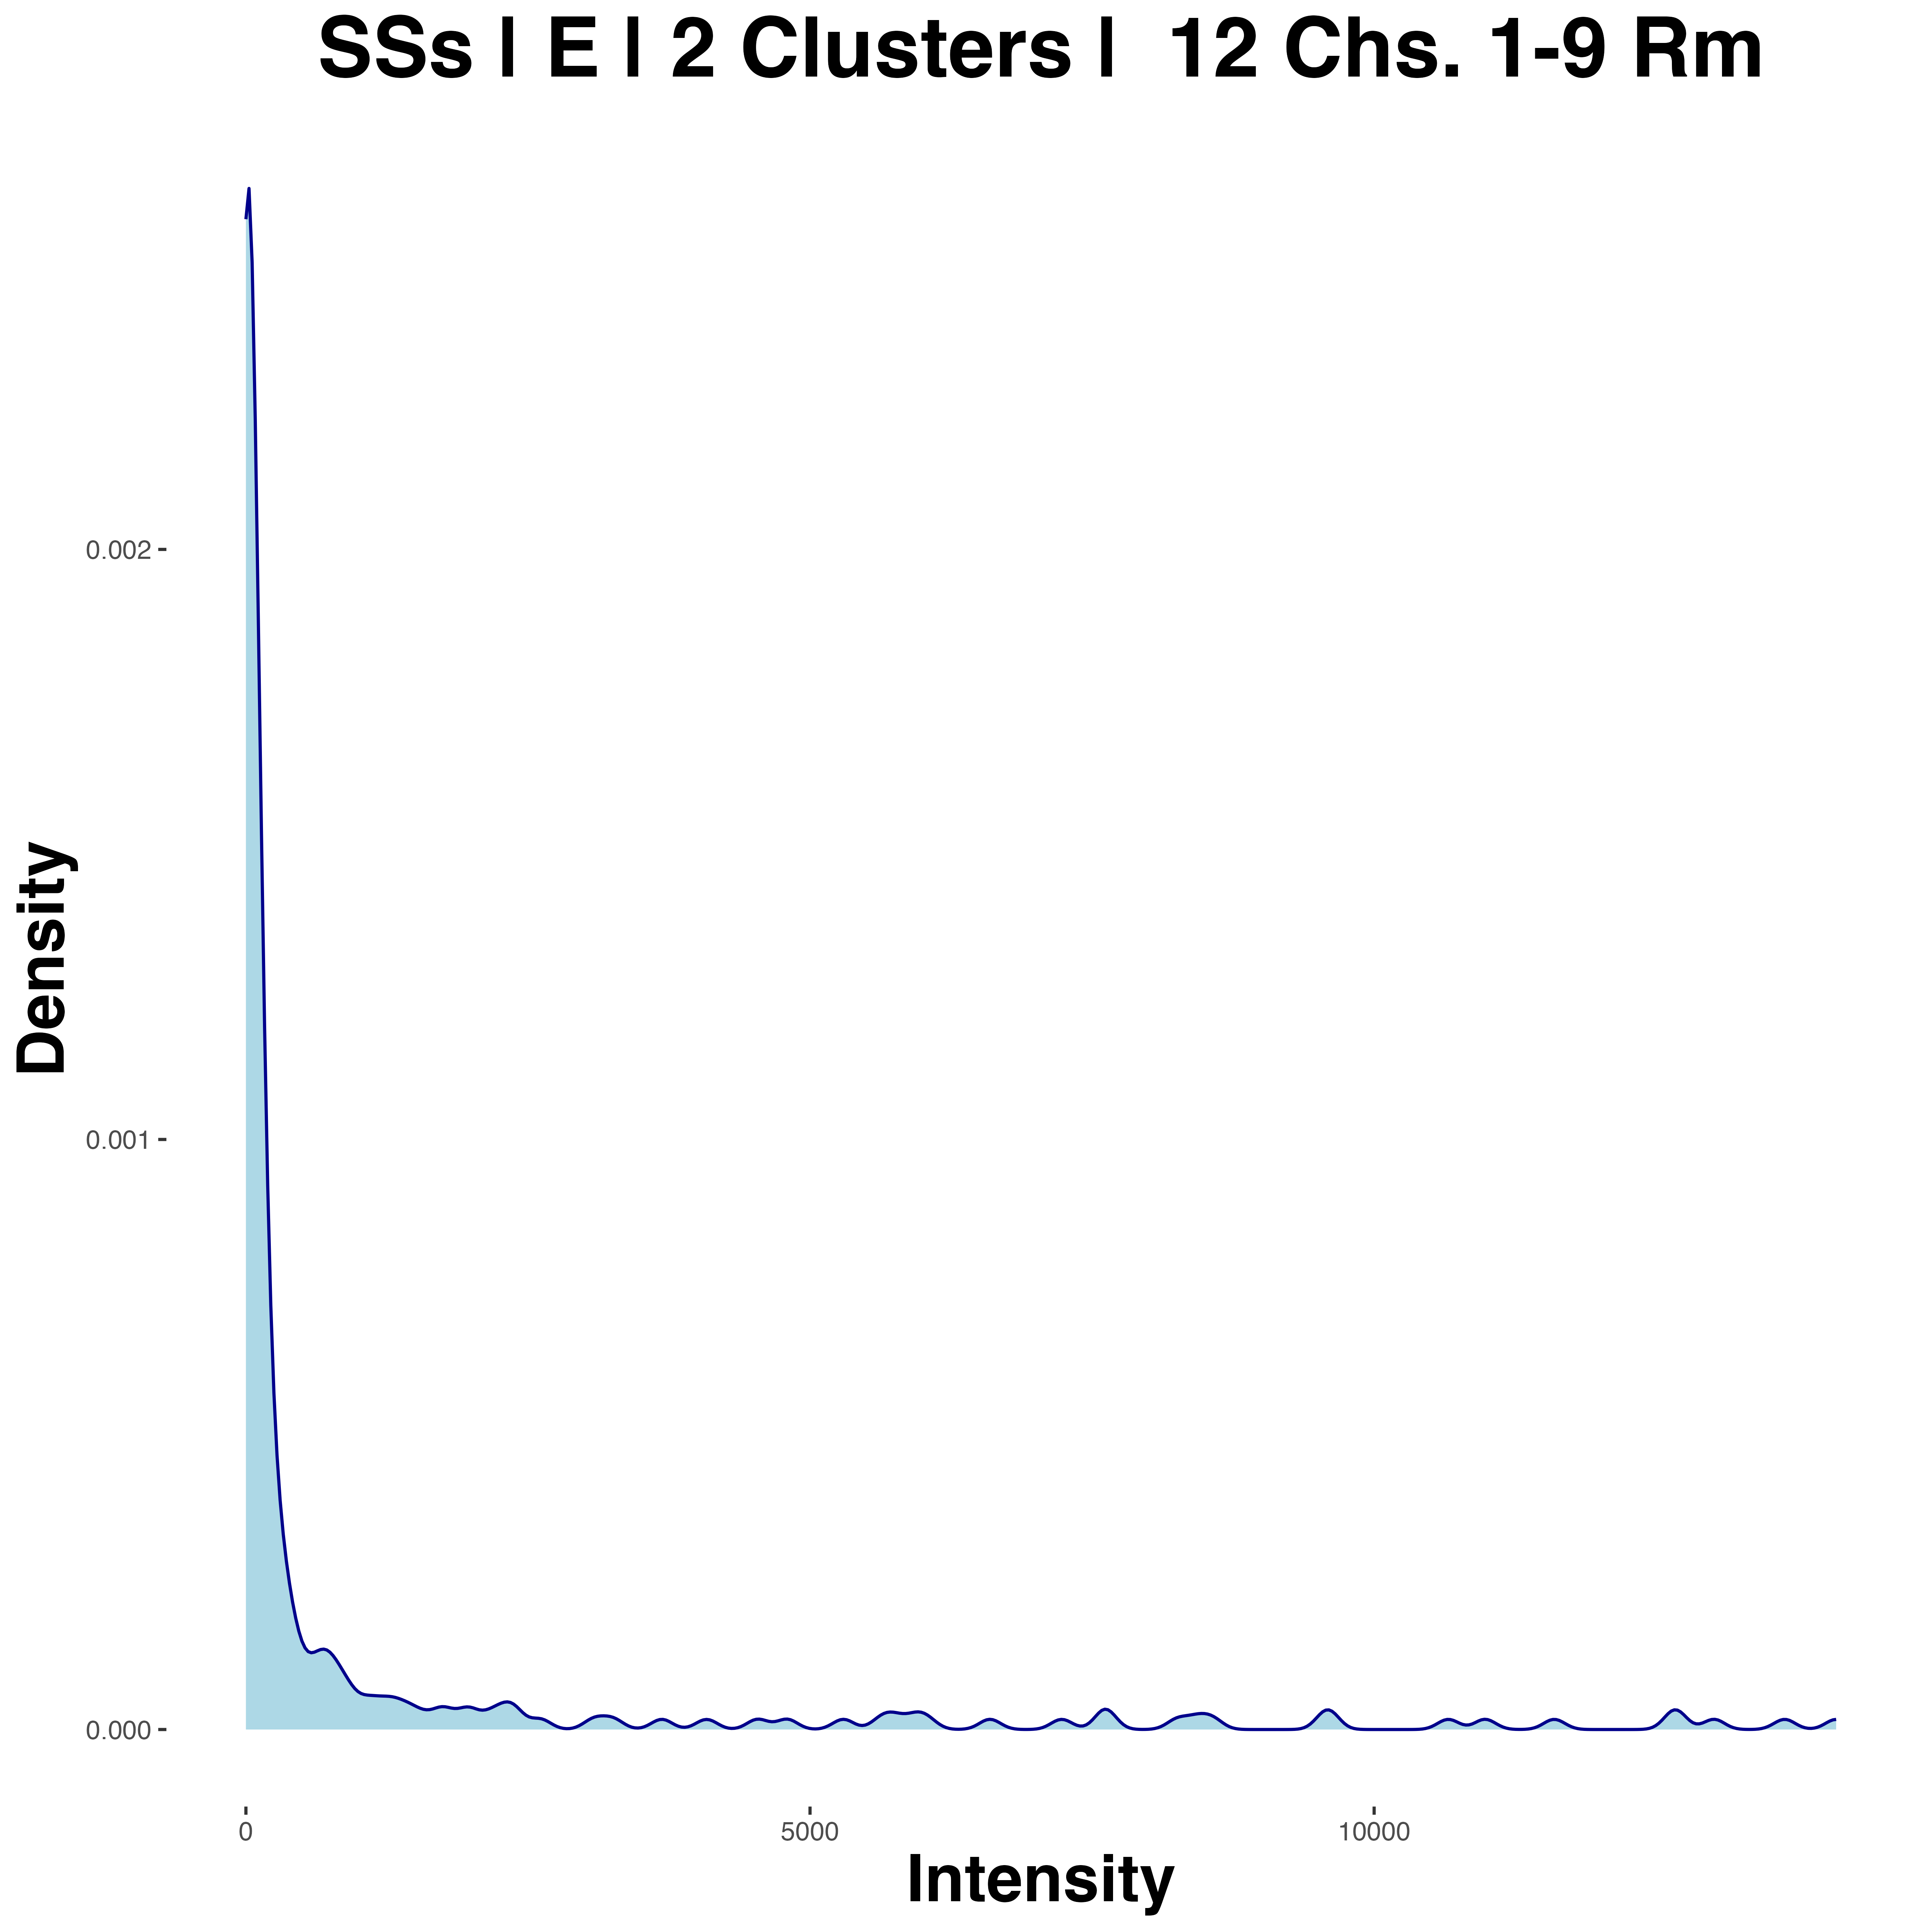 SSs | E | 2 Clusters |  12 Chs. 1-9 Rm
Density
0.002
0.001
0.000
0
5000
10000
Intensity